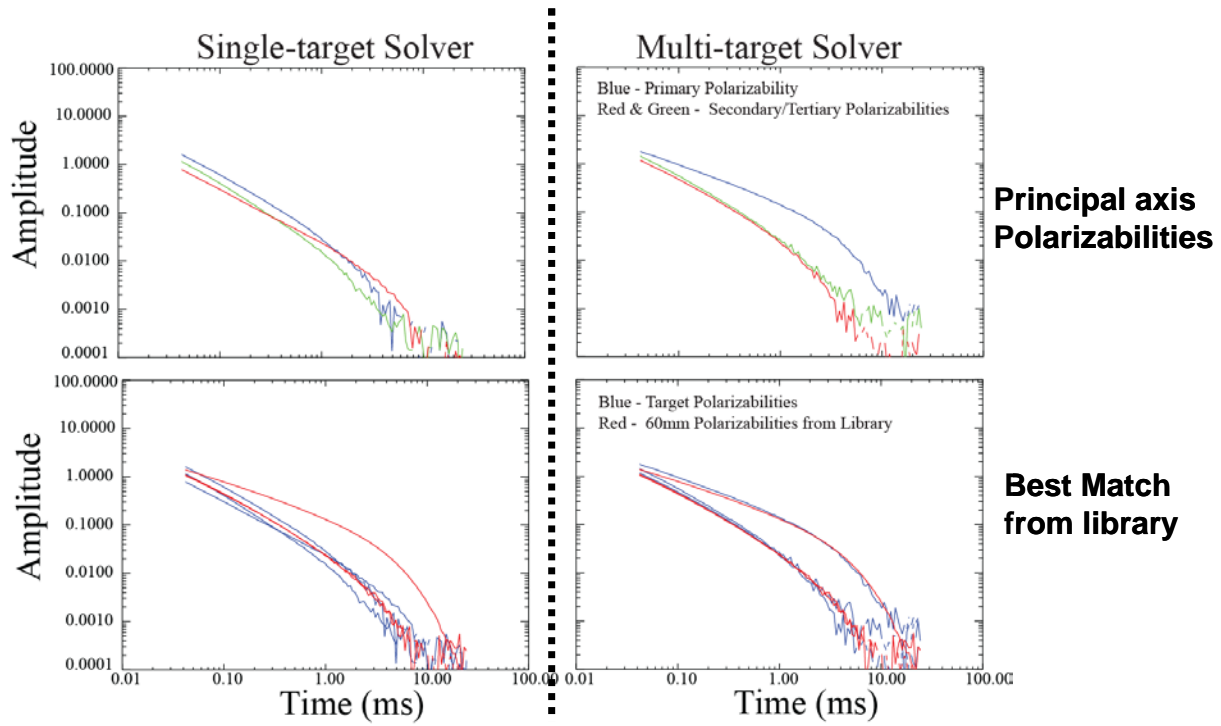 Single-target Solver
Multi-target Solver
100.0000
10.0000
1.0000
0.1000
0.0100
0.0010
0.0001
Amplitude
Blue - Primary Polarizability
Red & Green - Secondary/Tertiary Polarizabilities
Principal axis
Polarizabilities
100.0000
10.0000
1.0000
0.1000
0.0100
0.0010
0.0001
Amplitude
0.01
0.10
1.00
10.00
100.00
Time (ms)
Blue - Target Polarizabilities
Red - 60mm Polarizabilities from Library
0.01
0.10
1.00
10.00
100.00
Time (ms)
Best Match
from library